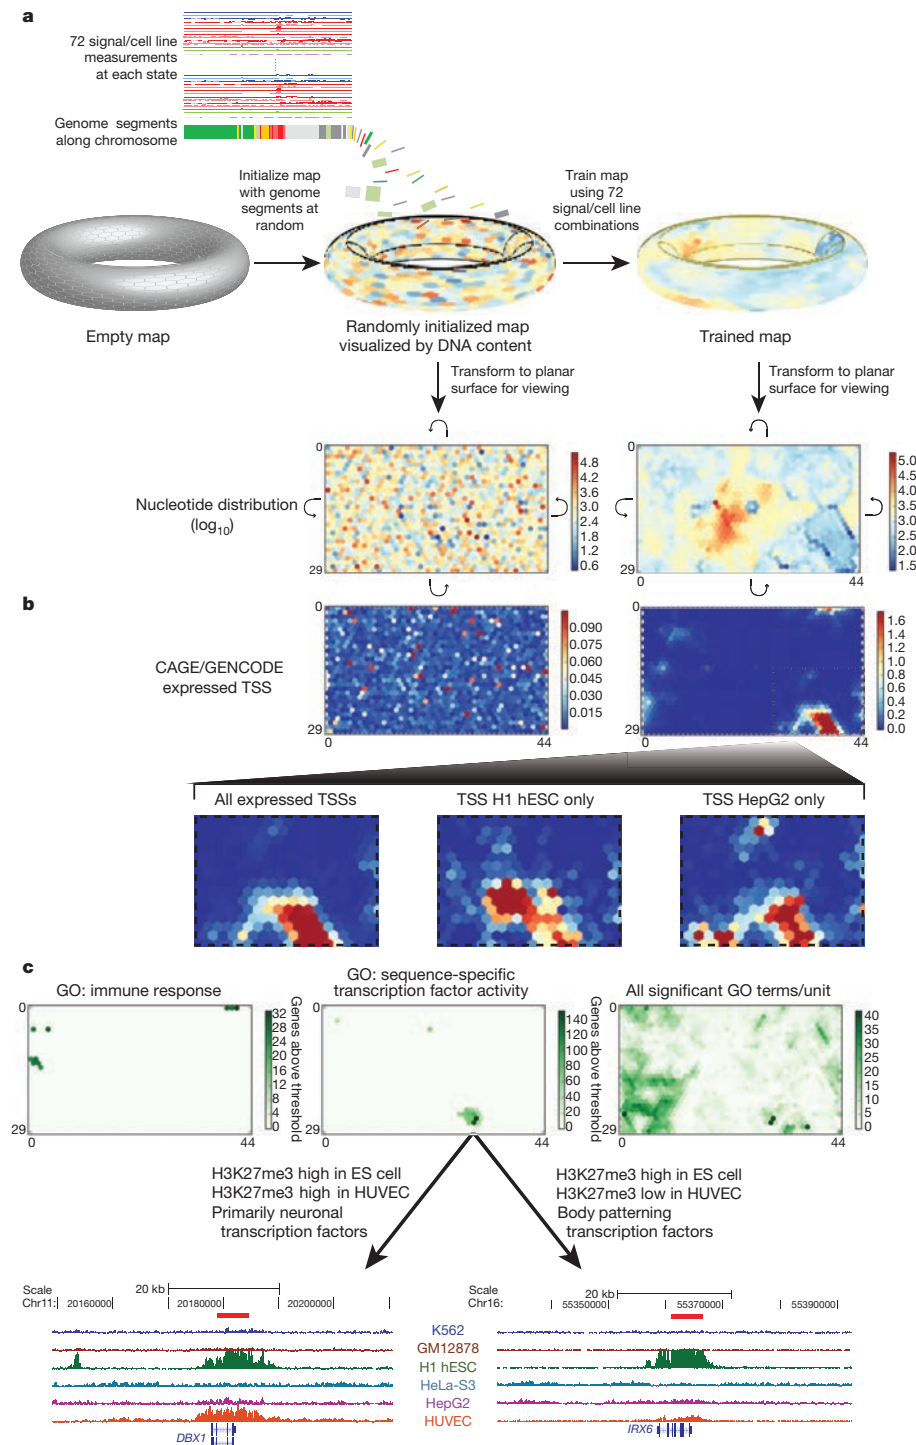 a
72 signal/cell line
measurements
at each state
Genome segments
along chromosome
Initialize map
with genome
segments at
random
Train map
using 72
signal/cell line
combinations
Empty map
Randomly initialized map
visualized by DNA content
Trained map
Transform to planar
surface for viewing
Transform to planar
surface for viewing
Nucleotide distribution
(log10)
0
29
4.8
4.2
3.6
3.0
2.4
1.8
1.2
0.6
0
29
0
44
5.0
4.5
4.0
3.5
3.0
2.5
2.0
1.5
b
CAGE/GENCODE
expressed TSS
0
29
0
44
0.090
0.075
0.060
0.045
0.030
0.015
0
29
0
44
1.6
1.4
1.2
1.0
0.8
0.6
0.4
0.2
0.0
All expressed TSSs
TSS H1 hESC only
TSS HepG2 only
c
GO: immune response
0
29
0
44
32
28
24
20
16
12
8
4
0
Genes above threshold
GO: sequence-specific
transcription factor activity
0
29
0
44
140
120
100
80
60
40
20
0
Genes above threshold
All significant GO terms/unit
0
29
0
44
40
35
30
25
20
15
10
5
0
H3K27me3 high in ES cell
H3K27me3 high in HUVEC
Primarily neuronal
transcription factors
H3K27me3 high in ES cell
H3K27me3 low in HUVEC
Body patterning
transcription factors
Scale
20 kb
Chr11:
20160000
20180000
20200000
Scale
20 kb
Chr16:
55350000
55370000
55390000
K562
GM12878
H1 hESC
HeLa-S3
HepG2
HUVEC
DBX1
IRX6